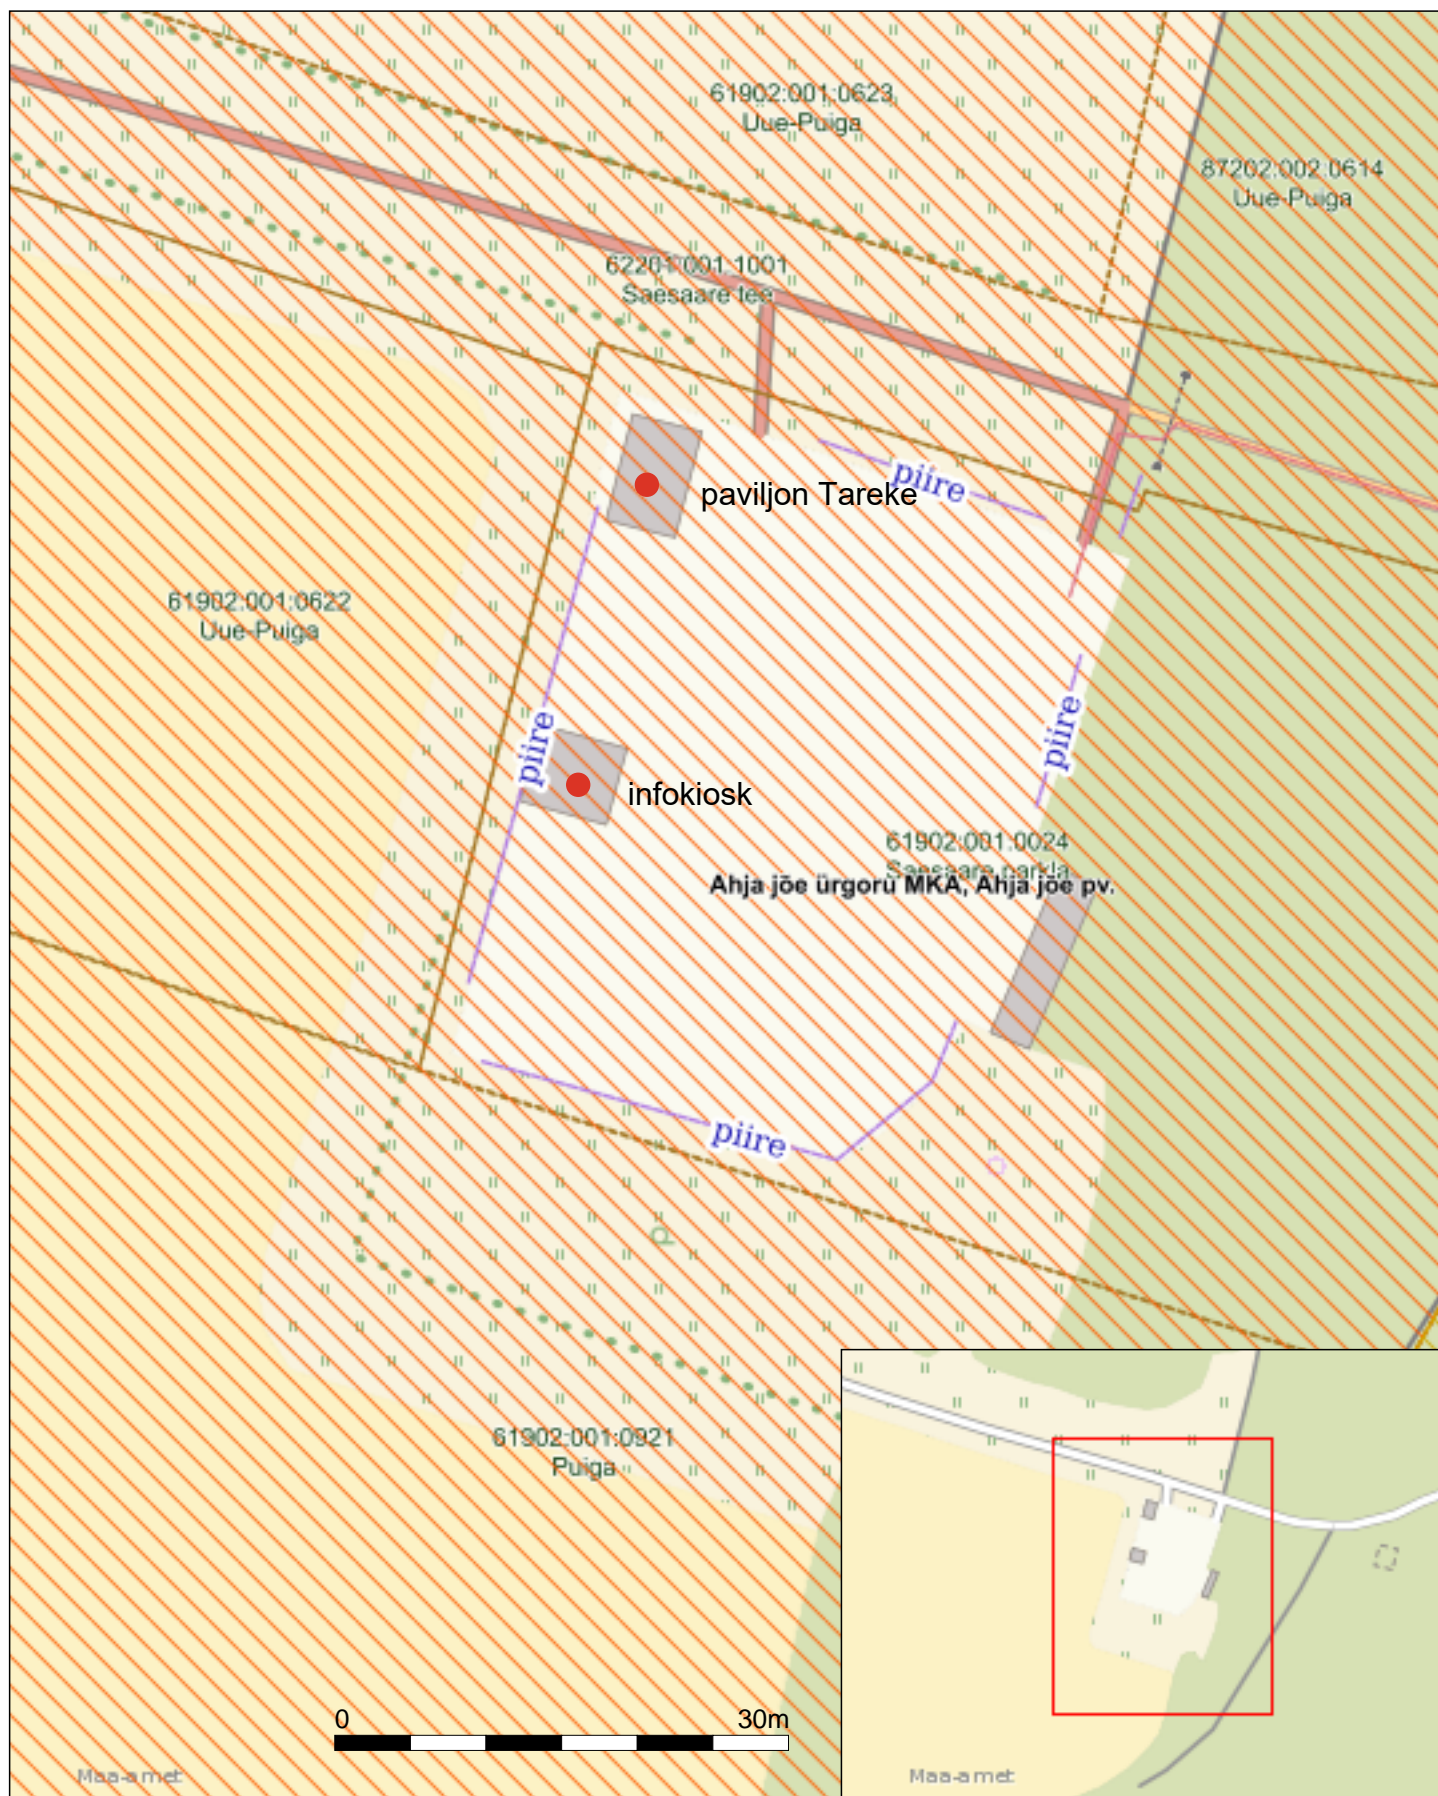 61902:001:0623
Uue-Puiga
87202:002:0614
Uue-Puiga
62201:001:1001
Saesaare tee
piire
paviljon Tareke
61902:001:0622
Uue-Puiga
piire
piire
infokiosk
61902:001:0024
Saesaare parkla
Ahja jõe ürgoru MKA, Ahja jõe pv.
piire
61902:001:0921
Puiga
0 30m
Maa-amet
Maa-amet